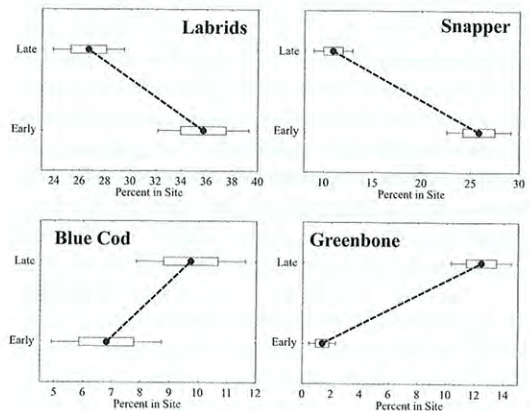 Labrids
Late
Early
24 26 28 30 32 34 36 38 40
Percent in Site
Snapper
Late
Early
10 15 20 25 30
Percent in Site
Blue Cod
Late
Early
5 6 7 8 9 10 11 12
Percent in Site
Greenbone
Late
Early
0 2 4 6 8 10 12 14
Percent in Site